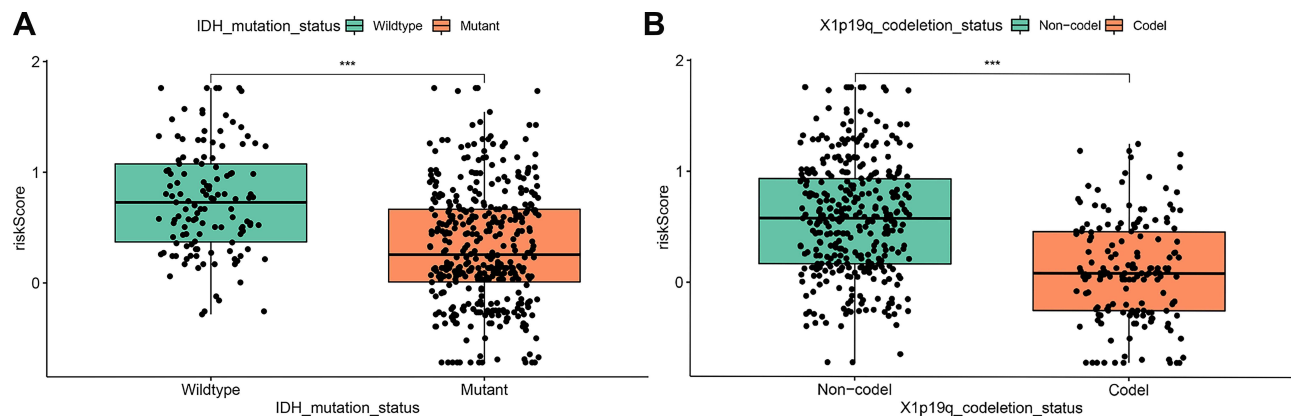 A
IDH_mutation_status Wildtype Mutant
riskScore
2
1
0
***
Wildtype Mutant
IDH_mutation_status
B
X1p19q_codeletion_status Non-codel Codel
riskScore
2
1
0
***
Non-codel Codel
X1p19q_codeletion_status